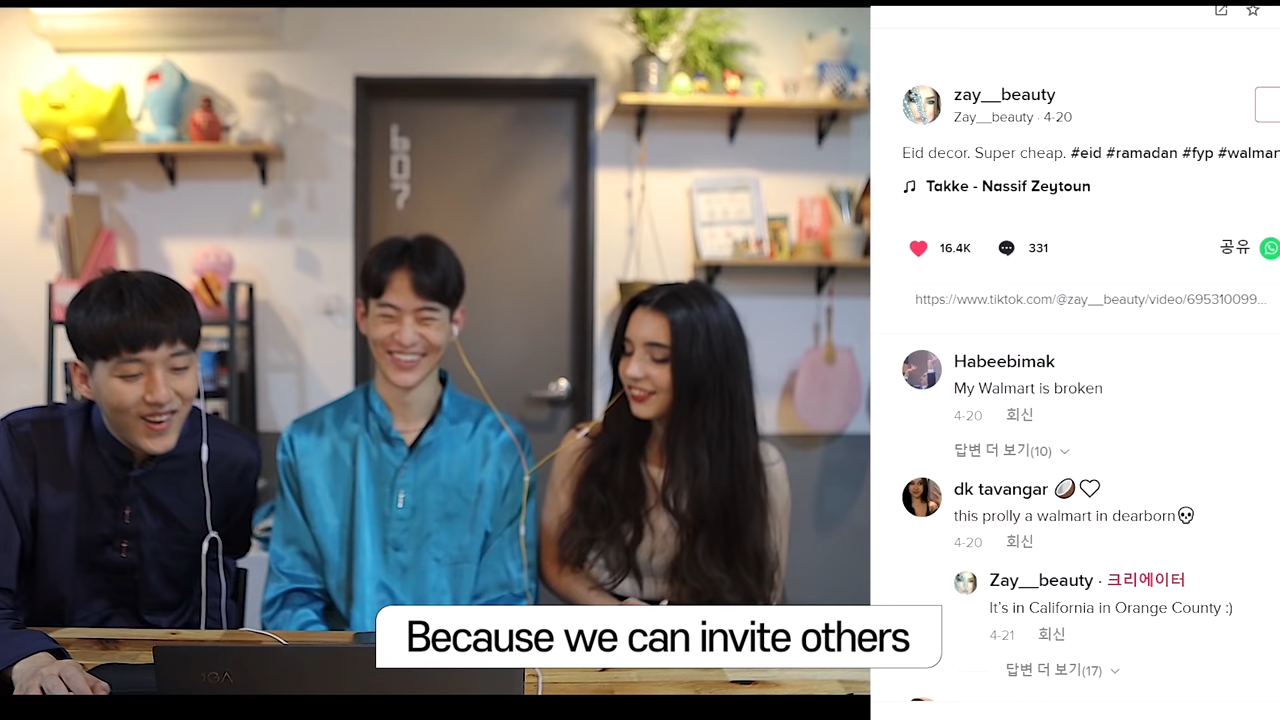 zay__beauty
Zay__beauty · 4-20
Eid decor. Super cheap. #eid #ramadan #fyp #walmar
Takke - Nassif Zeytoun
16.4K 331 공유
https://www.tiktok.com/@zay__beauty/video/695310099...
Habeebimak
My Walmart is broken
4-20 회신
답변 더 보기(10)
dk tavangar 🥥🤍
this prolly a walmart in dearborn💀
4-20 회신
Zay__beauty · 크리에이터
It's in California in Orange County :)
4-21 회신
답변 더 보기(17)
Because we can invite others